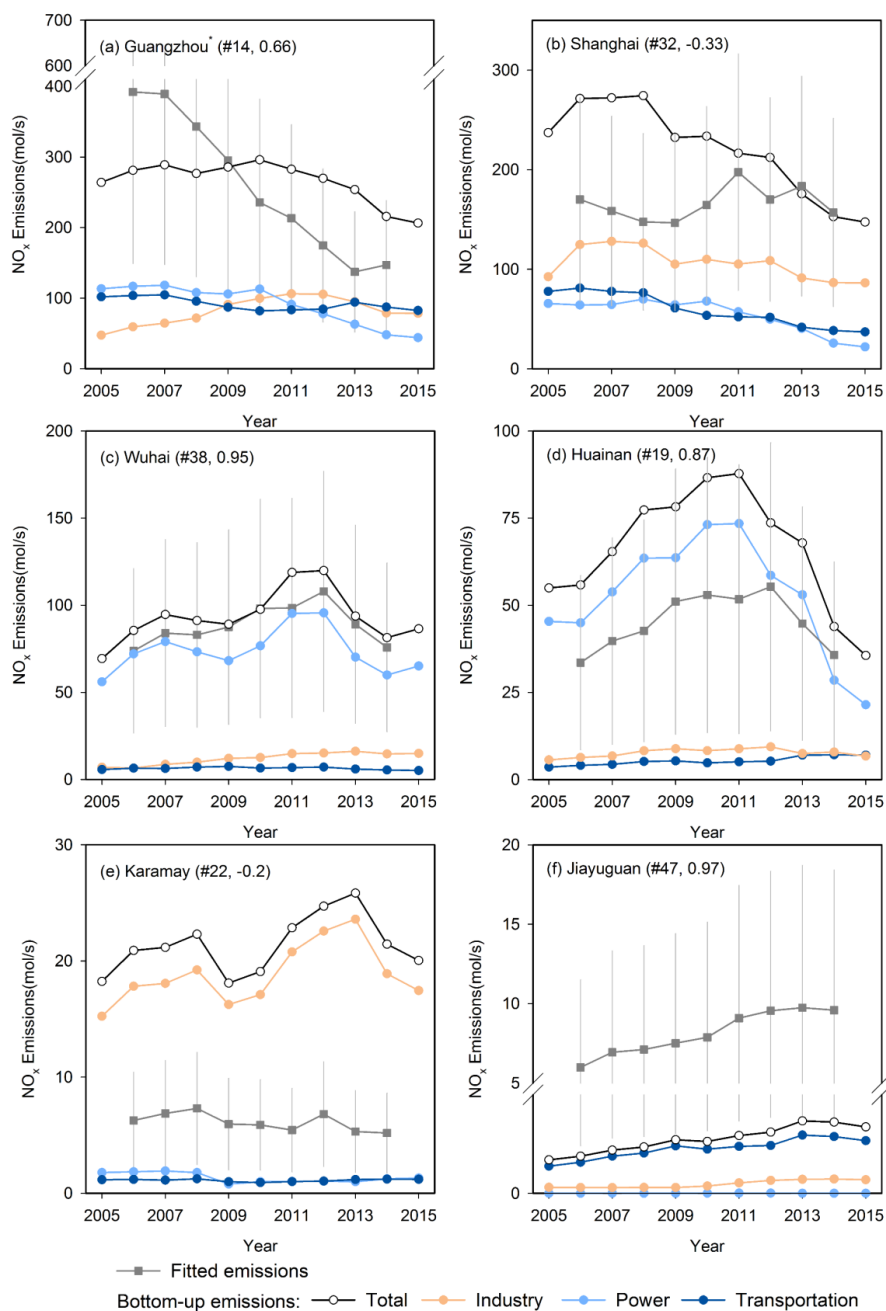 700
600
400
300
200
100
0
NOx Emissions(mol/s)
(a) Guangzhou* (#14, 0.66)
2005 2007 2009 2011 2013 2015
Year
300
200
100
0
NOx Emissions(mol/s)
(b) Shanghai (#32, -0.33)
2005 2007 2009 2011 2013 2015
Year
200
150
100
50
0
NOx Emissions(mol/s)
(c) Wuhai (#38, 0.95)
2005 2007 2009 2011 2013 2015
Year
100
75
50
25
0
NOx Emissions(mol/s)
(d) Huainan (#19, 0.87)
2005 2007 2009 2011 2013 2015
Year
30
20
10
0
NOx Emissions(mol/s)
(e) Karamay (#22, -0.2)
2005 2007 2009 2011 2013 2015
Year
20
15
10
5
0
NOx Emissions(mol/s)
(f) Jiayuguan (#47, 0.97)
2005 2007 2009 2011 2013 2015
Year
Fitted emissions
Bottom-up emissions: Total Industry Power Transportation